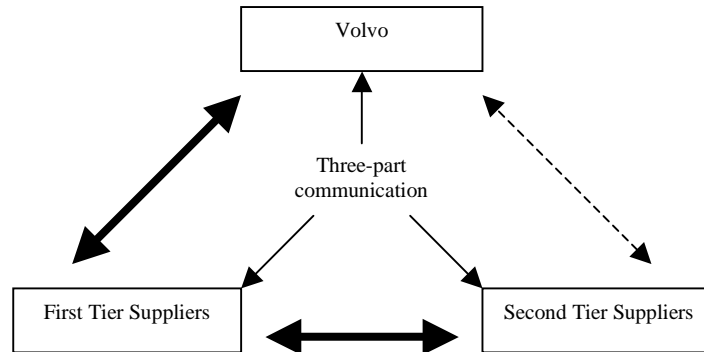 Volvo
Three-part
communication
First Tier Suppliers
Second Tier Suppliers